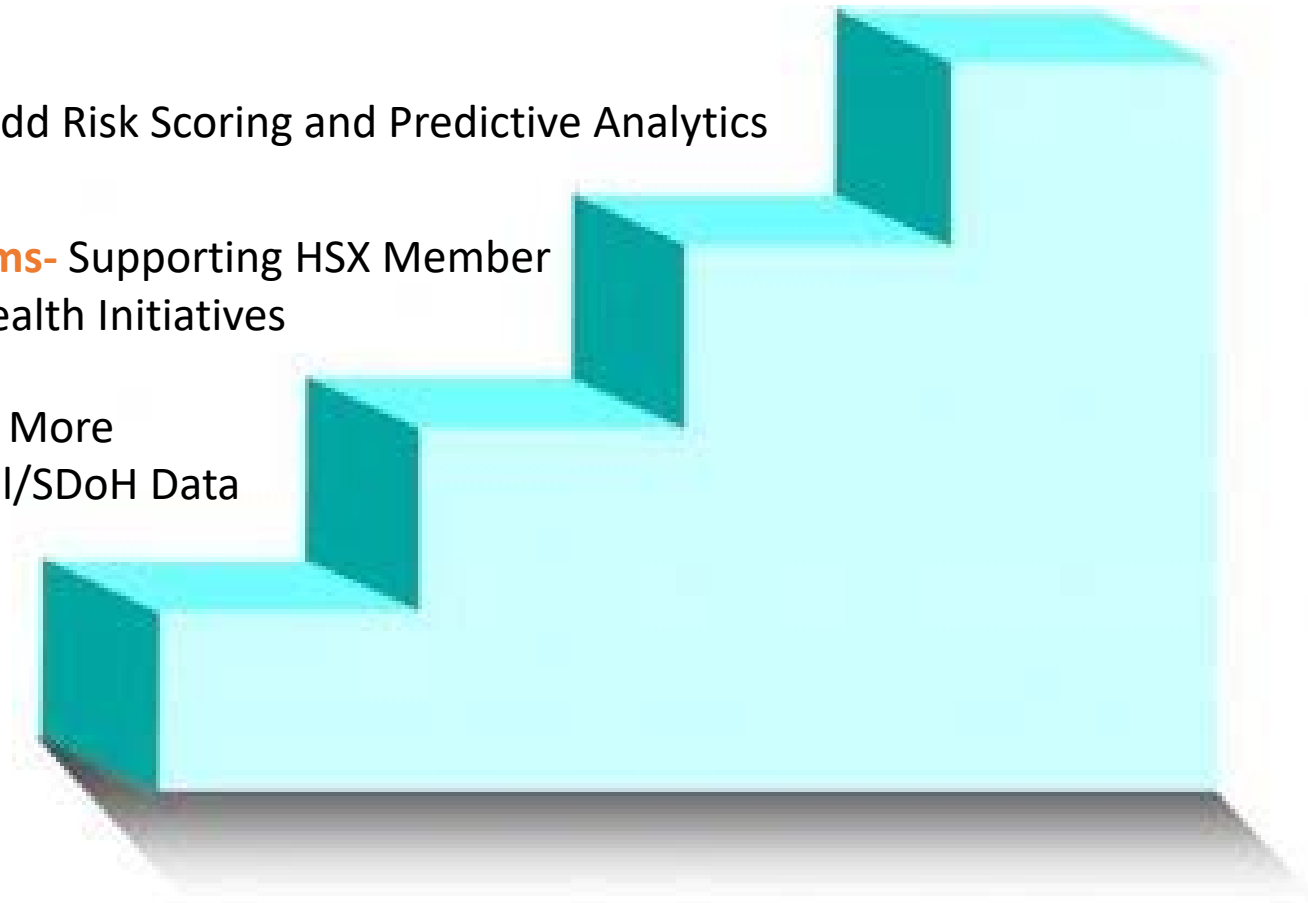 dd Risk Scoring and Predictive Analytics
ms- Supporting HSX Member
ealth Initiatives
More
l/SDoH Data